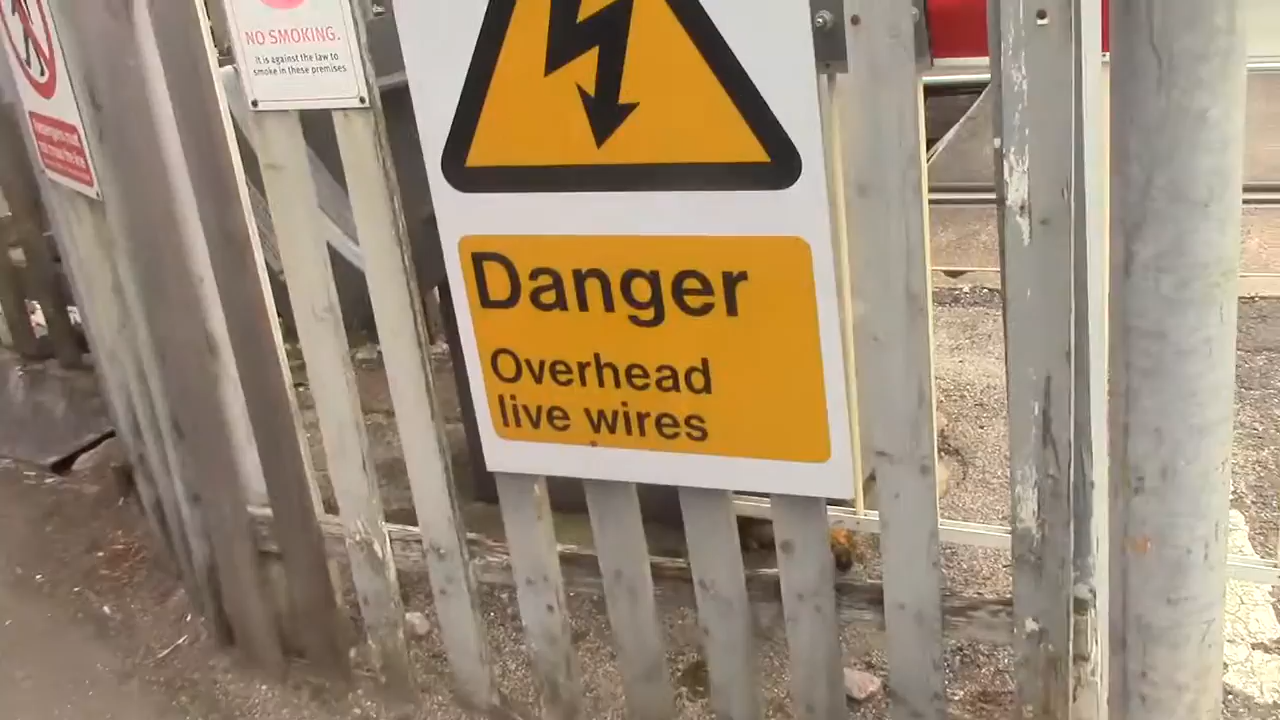 NO SMOKING.
It is against the law to
smoke in these premises
Danger
Overhead
live wires